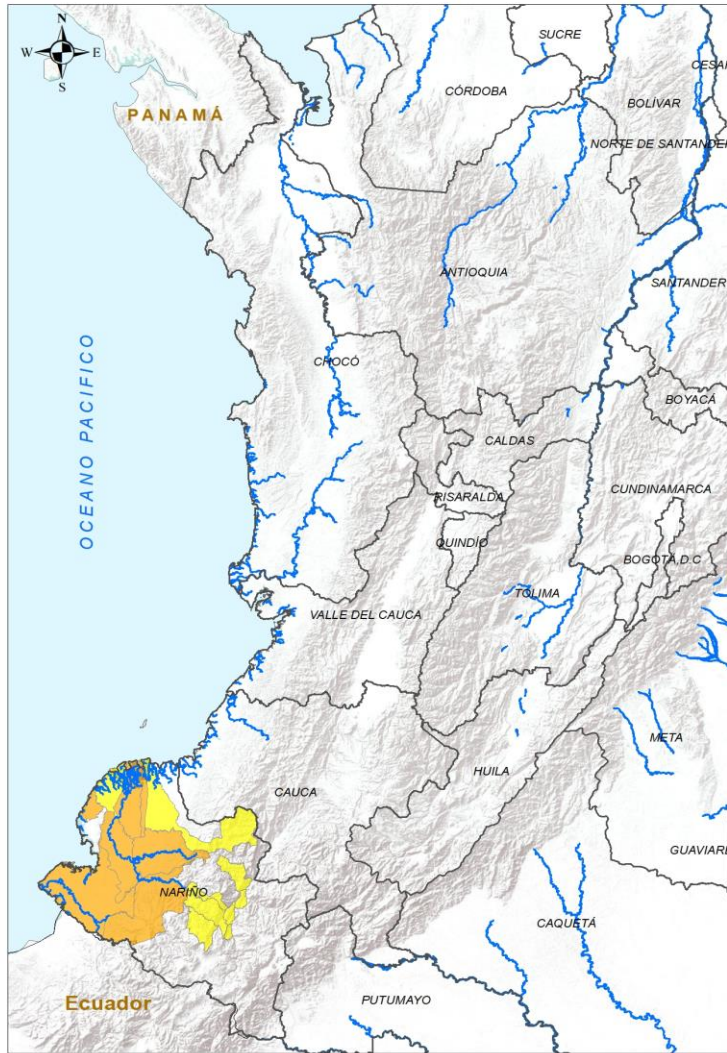 N
W E
S
PANAMÁ
SUCRE
CÓRDOBA
CESAR
BOLÍVAR
NORTE DE SANTANDER
ANTIOQUIA
SANTANDER
OCEANO PACIFICO
CHOCÓ
BOYACÁ
CALDAS
CUNDINAMARCA
RISARALDA
QUINDÍO
BOGOTÁ, D.C
TOLIMA
VALLE DEL CAUCA
META
HUILA
CAUCA
GUAVIARE
NARIÑO
CAQUETÁ
Ecuador
PUTUMAYO